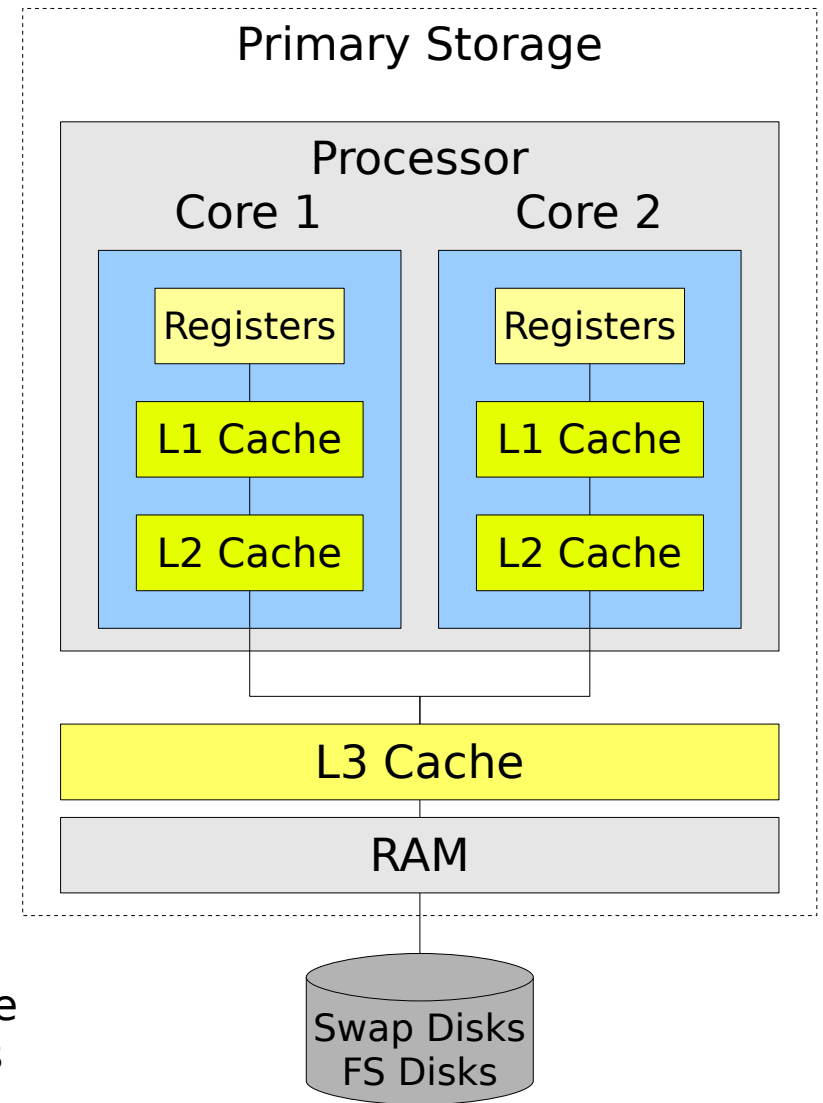 Primary Storage
Processor
Core 1 Core 2
Registers Registers
L1 Cache L1 Cache
L2 Cache L2 Cache
L3 Cache
RAM
Swap Disks
FS Disks